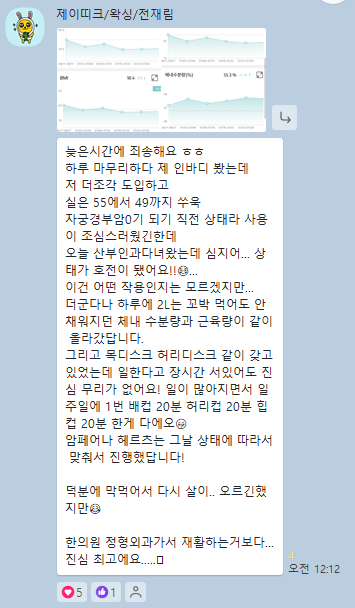 제이띠크/왁싱/전재림
BMI
18.4
체내수분량(%)
55.3 %
늦은시간에 죄송해요 ㅎㅎ
하루 마무리하다 제 인바디 봤는데
저 더조각 도입하고
실은 55에서 49까지 쑤욱
자궁경부암0기 되기 직전 상태라 사용
이 조심스러웠긴한데
오늘 산부인과다녀왔는데 심지어... 상
태가 호전이 됐어요!!😂...
이건 어떤 작용인지는 모르겠지만...
더군다나 하루에 2L는 꼬박 먹어도 안
채워지던 체내 수분량과 근육량이 같이
올라갔답니다.
그리고 목디스크 허리디스크 같이 갖고
있었는데 일한다고 장시간 서있어도 진
심 무리가 없어요! 일이 많아지면서 일
주일에 1번 배컵 20분 허리컵 20분 힙
컵 20분 한게 다에오
암페어나 헤르츠는 그날 상태에 따라서
맞춰서 진행했답니다!
덕분에 막먹어서 다시 살이.. 오르긴했
지만😂
한의원 정형외과가서 재활하는거보다...
진심 최고에요.....
4
오전 12:12
5
1